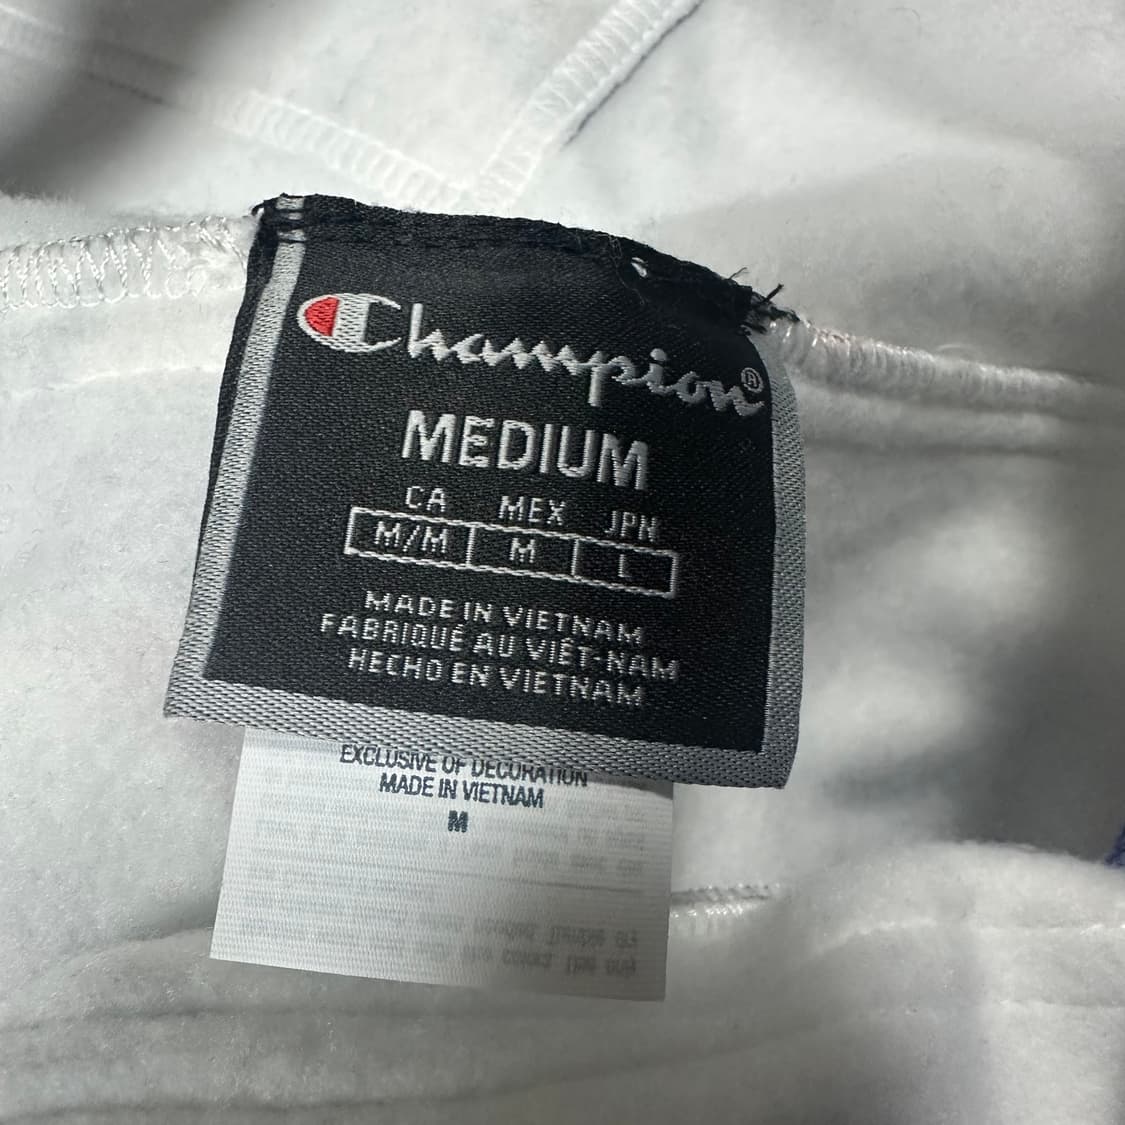 Champion®
MEDIUM
CA MEX JPN
M/M M L
MADE IN VIETNAM
FABRIQUÉ AU VIÊT-NAM
HECHO EN VIETNAM
EXCLUSIVE OF DECORATION
MADE IN VIETNAM
M